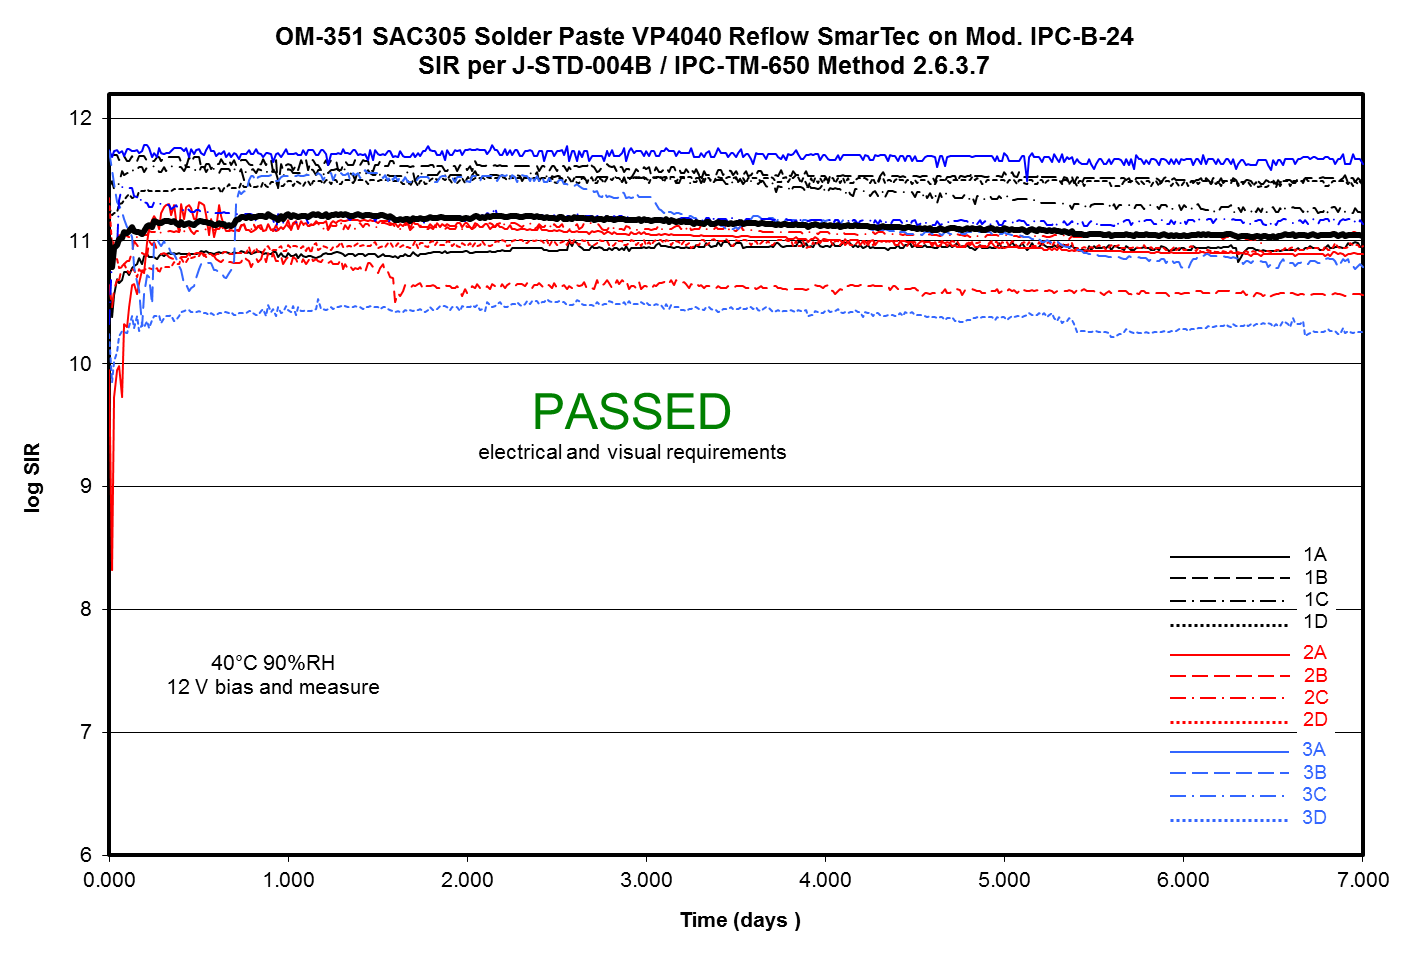 OM-351 SAC305 Solder Paste VP4040 Reflow SmarTec on Mod. IPC-B-24
SIR per J-STD-004B / IPC-TM-650 Method 2.6.3.7
12
11
10
9
8
7
6
log SIR
PASSED
electrical and visual requirements
40°C 90%RH
12 V bias and measure
1A
1B
1C
1D
2A
2B
2C
2D
3A
3B
3C
3D
0.000 1.000 2.000 3.000 4.000 5.000 6.000 7.000
Time (days )